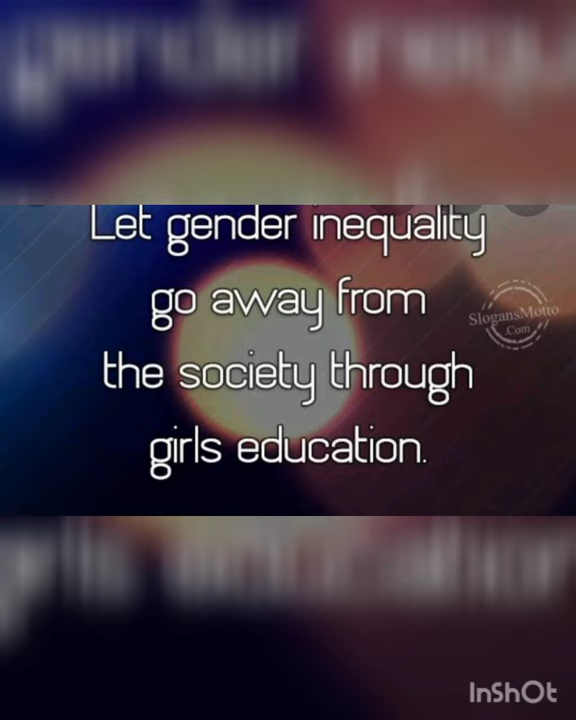 Let gender inequality
go away from
SlogansMotto
.Com
the society through
girls education.
InShOt